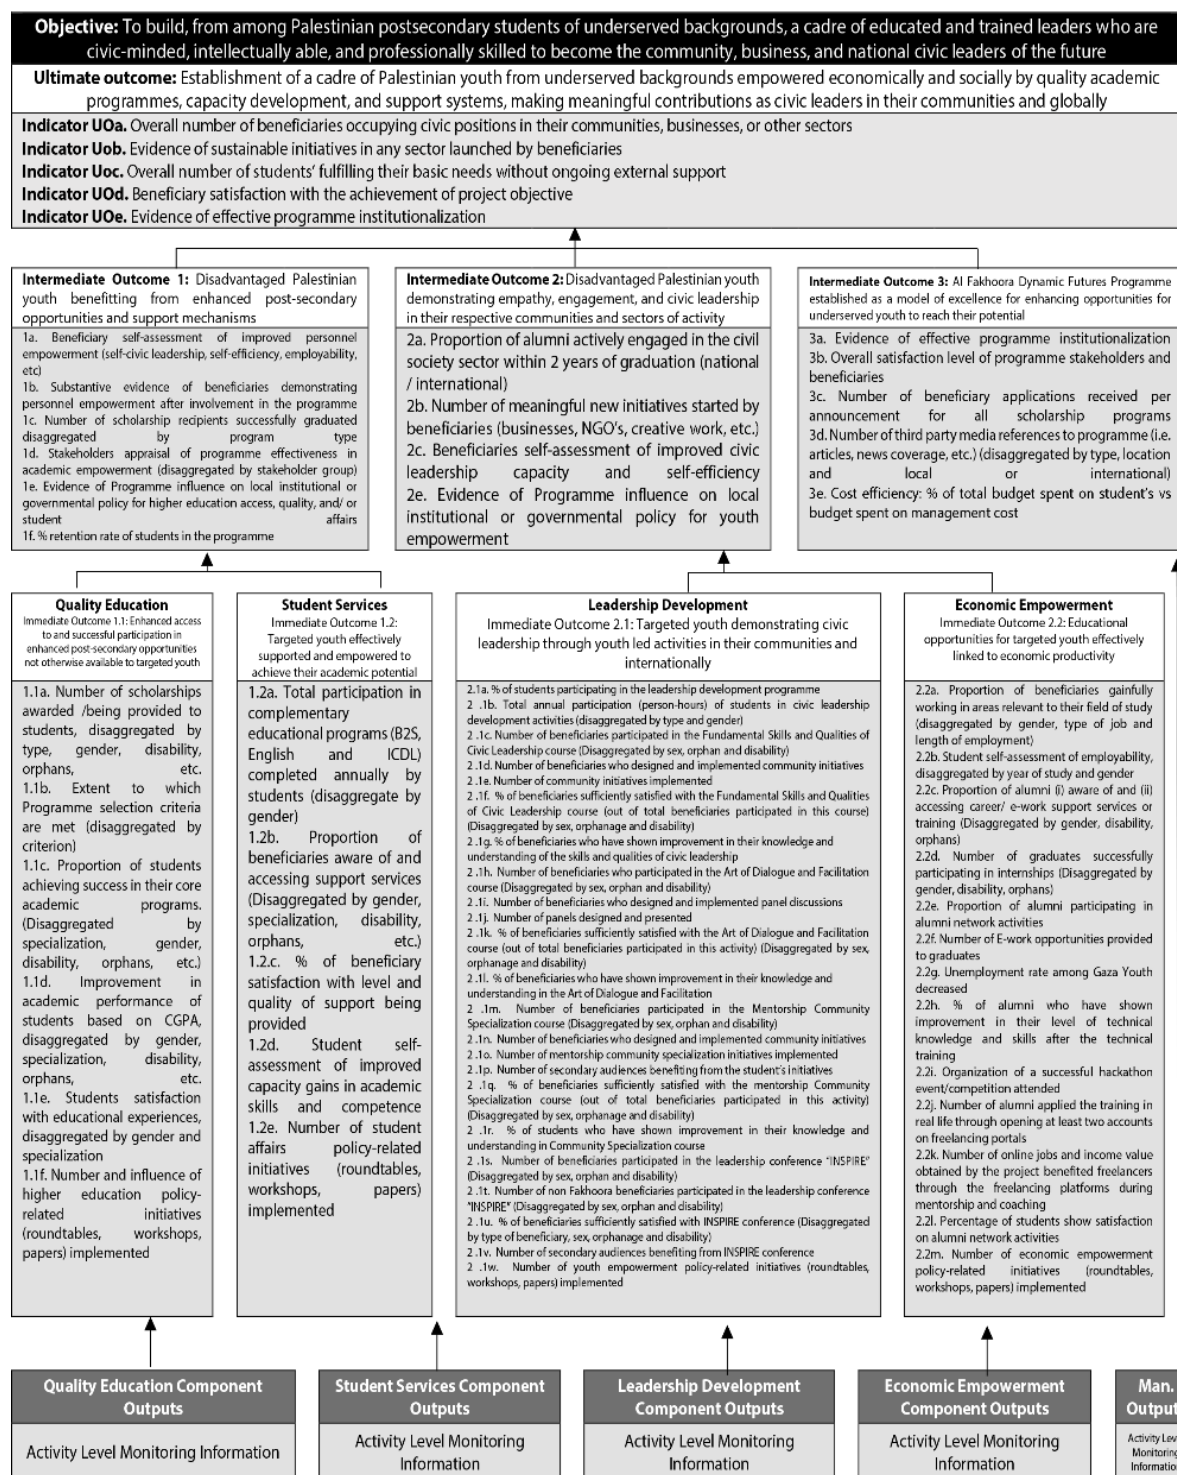 Objective: To build, from among Palestinian postsecondary students of underserved backgrounds, a cadre of educated and trained leaders who are
civic-minded, intellectually able, and professionally skilled to become the community, business, and national civic leaders of the future
Ultimate outcome: Establishment of a cadre of Palestinian youth from underserved backgrounds empowered economically and socially by quality academic
programmes, capacity development, and support systems, making meaningful contributions as civic leaders in their communities and globally
Indicator UOa. Overall number of beneficiaries occupying civic positions in their communities, businesses, or other sectors
Indicator Uob. Evidence of sustainable initiatives in any sector launched by beneficiaries
Indicator Uoc. Overall number of students' fulfilling their basic needs without ongoing external support
Indicator UOd. Beneficiary satisfaction with the achievement of project objective
Indicator UOe. Evidence of effective programme institutionalization
Intermediate Outcome 1: Disadvantaged Palestinian
youth benefitting from enhanced post-secondary
opportunities and support mechanisms
1a. Beneficiary self-assessment of improved personnel
empowerment (self-civic leadership, self-efficiency, employability,
etc)
1b. Substantive evidence of beneficiaries demonstrating
personnel empowerment after involvement in the programme
1c. Number of scholarship recipients successfully graduated
disaggregated by program type
1d. Stakeholders appraisal of programme effectiveness in
academic empowerment (disaggregated by stakeholder group)
1e. Evidence of Programme influence on local institutional or
governmental policy for higher education access, quality, and/ or
student affairs
1f. % retention rate of students in the programme
Intermediate Outcome 2: Disadvantaged Palestinian youth
demonstrating empathy, engagement, and civic leadership
in their respective communities and sectors of activity
2a. Proportion of alumni actively engaged in the civil
society sector within 2 years of graduation (national
/ international)
2b. Number of meaningful new initiatives started by
beneficiaries (businesses, NGO's, creative work, etc.)
2c. Beneficiaries self-assessment of improved civic
leadership capacity and self-efficiency
2e. Evidence of Programme influence on local
institutional or governmental policy for youth
empowerment
Intermediate Outcome 3: Al Fakhoora Dynamic Futures Programme
established as a model of excellence for enhancing opportunities for
underserved youth to reach their potential
3a. Evidence of effective programme institutionalization
3b. Overall satisfaction level of programme stakeholders and
beneficiaries
3c. Number of beneficiary applications received per
announcement for all scholarship programs
3d. Number of third party media references to programme (i.e.
articles, news coverage, etc.) (disaggregated by type, location
and local or international)
3e. Cost efficiency: % of total budget spent on student's vs
budget spent on management cost
Quality Education
Immediate Outcome 1.1: Enhanced access
to and successful participation in
enhanced post-secondary opportunities
not otherwise available to targeted youth
1.1a. Number of scholarships
awarded /being provided to
students, disaggregated by
type, gender, disability,
orphans, etc.
1.1b. Extent to which
Programme selection criteria
are met (disaggregated by
criterion)
1.1c. Proportion of students
achieving success in their core
academic programs.
(Disaggregated by
specialization, gender,
disability, orphans, etc.)
1.1d. Improvement in
academic performance of
students based on CGPA,
disaggregated by gender,
specialization, disability,
orphans, etc.
1.1e. Students satisfaction
with educational experiences,
disaggregated by gender and
specialization
1.1f. Number and influence of
higher education policy-
related initiatives
(roundtables, workshops,
papers) implemented
Student Services
Immediate Outcome 1.2:
Targeted youth effectively
supported and empowered to
achieve their academic potential
1.2a. Total participation in
complementary
educational programs (B2S,
English and ICDL)
completed annually by
students (disaggregate by
gender)
1.2b. Proportion of
beneficiaries aware of and
accessing support services
(Disaggregated by gender,
specialization, disability,
orphans, etc.)
1.2.c. % of beneficiary
satisfaction with level and
quality of support being
provided
1.2d. Student self-
assessment of improved
capacity gains in academic
skills and competence
1.2e. Number of student
affairs policy-related
initiatives (roundtables,
workshops, papers)
implemented
Leadership Development
Immediate Outcome 2.1: Targeted youth demonstrating civic
leadership through youth led activities in their communities and
internationally
2.1a. % of students participating in the leadership development programme
2 .1b. Total annual participation (person-hours) of students in civic leadership
development activities (disaggregated by type and gender)
2 .1c. Number of beneficiaries participated in the Fundamental Skills and Qualities of
Civic Leadership course (Disaggregated by sex, orphan and disability)
2 .1d. Number of beneficiaries who designed and implemented community initiatives
2 .1e. Number of community initiatives implemented
2 .1f. % of beneficiaries sufficiently satisfied with the Fundamental Skills and Qualities
of Civic Leadership course (out of total beneficiaries participated in this course)
(Disaggregated by sex, orphanage and disability)
2 .1g. % of beneficiaries who have shown improvement in their knowledge and
understanding of the skills and qualities of civic leadership
2 .1h. Number of beneficiaries who participated in the Art of Dialogue and Facilitation
course (Disaggregated by sex, orphan and disability)
2 .1i. Number of beneficiaries who designed and implemented panel discussions
2 .1j. Number of panels designed and presented
2 .1k. % of beneficiaries sufficiently satisfied with the Art of Dialogue and Facilitation
course (out of total beneficiaries participated in this activity) (Disaggregated by sex,
orphanage and disability)
2 .1l. % of beneficiaries who have shown improvement in their knowledge and
understanding in the Art of Dialogue and Facilitation
2 .1m. Number of beneficiaries participated in the Mentorship Community
Specialization course (Disaggregated by sex, orphan and disability)
2 .1n. Number of beneficiaries who designed and implemented community initiatives
2 .1o. Number of mentorship community specialization initiatives implemented
2 .1p. Number of secondary audiences benefiting from the student's initiatives
2 .1q. % of beneficiaries sufficiently satisfied with the mentorship Community
Specialization course (out of total beneficiaries participated in this activity)
(Disaggregated by sex, orphanage and disability)
2 .1r. % of students who have shown improvement in their knowledge and
understanding in Community Specialization course
2 .1s. Number of beneficiaries participated in the leadership conference "INSPIRE"
(Disaggregated by sex, orphan and disability)
2 .1t. Number of non Fakhoora beneficiaries participated in the leadership conference
"INSPIRE" (Disaggregated by sex, orphan and disability)
2 .1u. % of beneficiaries sufficiently satisfied with INSPIRE conference (Disaggregated
by type of beneficiary, sex, orphanage and disability)
2 .1v. Number of secondary audiences benefiting from INSPIRE conference
2 .1w. Number of youth empowerment policy-related initiatives (roundtables,
workshops, papers) implemented
Economic Empowerment
Immediate Outcome 2.2: Educational
opportunities for targeted youth effectively
linked to economic productivity
2.2a. Proportion of beneficiaries gainfully
working in areas relevant to their field of study
(disaggregated by gender, type of job and
length of employment)
2.2b. Student self-assessment of employability,
disaggregated by year of study and gender
2.2c. Proportion of alumni (i) aware of and (ii)
accessing career/ e-work support services or
training (Disaggregated by gender, disability,
orphans)
2.2d. Number of graduates successfully
participating in internships (Disaggregated by
gender, disability, orphans)
2.2e. Proportion of alumni participating in
alumni network activities
2.2f. Number of E-work opportunities provided
to graduates
2.2g. Unemployment rate among Gaza Youth
decreased
2.2h. % of alumni who have shown
improvement in their level of technical
knowledge and skills after the technical
training
2.2i. Organization of a successful hackathon
event/competition attended
2.2j. Number of alumni applied the training in
real life through opening at least two accounts
on freelancing portals
2.2k. Number of online jobs and income value
obtained by the project benefited freelancers
through the freelancing platforms during
mentorship and coaching
2.2l. Percentage of students show satisfaction
on alumni network activities
2.2m. Number of economic empowerment
policy-related initiatives (roundtables,
workshops, papers) implemented
Quality Education Component
Outputs
Activity Level Monitoring Information
Student Services Component
Outputs
Activity Level Monitoring
Information
Leadership Development
Component Outputs
Activity Level Monitoring
Information
Economic Empowerment
Component Outputs
Activity Level Monitoring
Information
Man.
Output
Activity Lev
Monitoring
Information